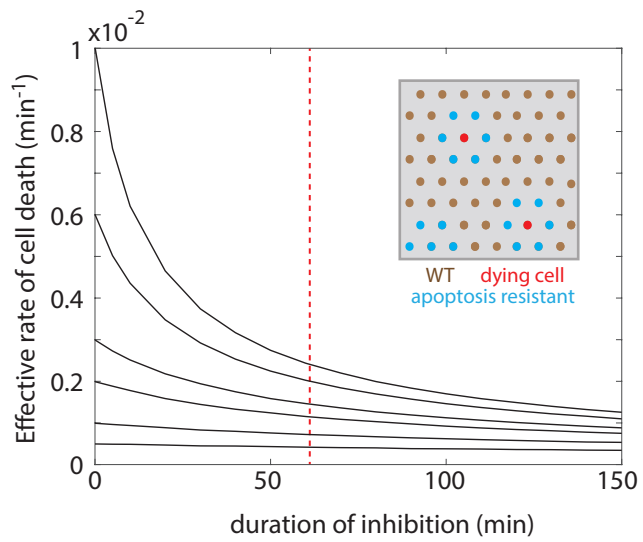 1 ×10⁻²
0.8
0.6
0.4
0.2
0
0
50
100
150
Effective rate of cell death (min⁻¹)
duration of inhibition (min)
WT dying cell
apoptosis resistant